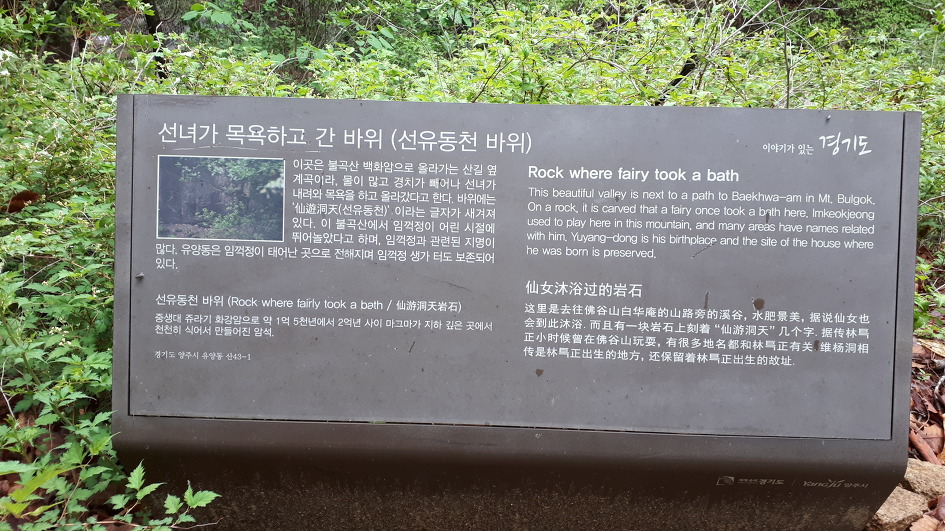 선녀가 목욕하고 간 바위 (선유동천 바위)
이야기가 있는 경기도
이곳은 불곡산 백화암으로 올라가는 산길 옆
계곡이라, 물이 많고 경치가 빼어나 선녀가
내려와 목욕을 하고 올라갔다고 한다. 바위에는
'仙遊洞天(선유동천)' 이라는 글자가 새겨져
있다. 이 불곡산에서 임꺽정이 어린 시절에
뛰어놀았다고 하며, 임꺽정과 관련된 지명이
많다. 유양동은 임꺽정이 태어난 곳으로 전해지며 임꺽정 생가 터도 보존되어
있다.
선유동천 바위 (Rock where fairly took a bath / 仙游洞天岩石)
중생대 쥬라기 화강암으로 약 1억 5천년에서 2억년 사이 마그마가 지하 깊은 곳에서
천천히 식어서 만들어진 암석.
경기도 양주시 유양동 산43-1
Rock where fairy took a bath
This beautiful valley is next to a path to Baekhwa-am in Mt. Bulgok.
On a rock, it is carved that a fairy once took a bath here. Imkeokjeong
used to play here in this mountain, and many areas have names related
with him. Yuyang-dong is his birthplace and the site of the house where
he was born is preserved.
仙女沐浴过的岩石
这里是去往佛谷山白华庵的山路旁的溪谷, 水肥景美, 据说仙女也
会到此沐浴. 而且有一块岩石上刻着 "仙游洞天" 几个字. 据传林㔔
正小时候曾在佛谷山玩耍, 有很多地名都和林㔔正有关. 维杨洞相
传是林㔔正出生的地方, 还保留着林㔔正出生的故址.
경기도
Yangju 양주시